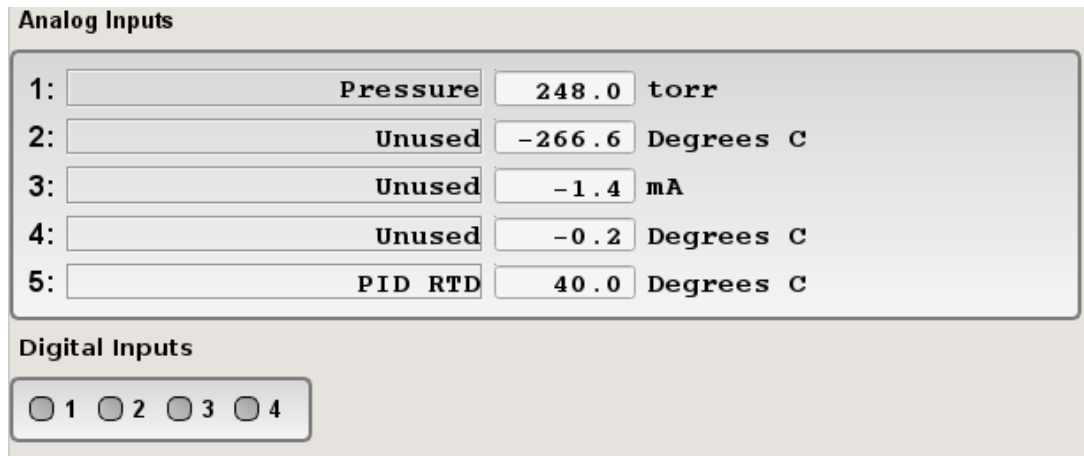 Analog Inputs
1: Pressure 248.0 torr
2: Unused -266.6 Degrees C
3: Unused -1.4 mA
4: Unused -0.2 Degrees C
5: PID RTD 40.0 Degrees C
Digital Inputs
1 2 3 4